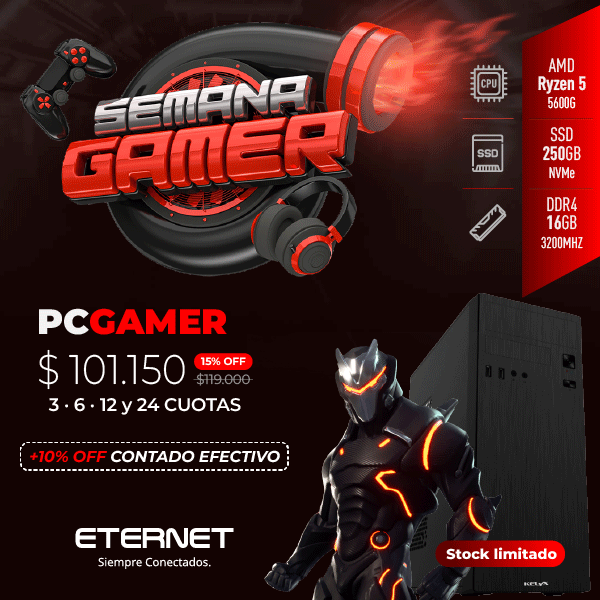 SEMANA
GAMER
CPU
AMD
Ryzen 5
5600G
SSD
SSD
250GB
NVMe
DDR4
16GB
3200MHZ
PCGAMER
$ 101.150 15% OFF $119.000
3 · 6 · 12 y 24 CUOTAS
+10% OFF CONTADO EFECTIVO
ETERNET
Siempre Conectados.
Stock limitado
KELYX